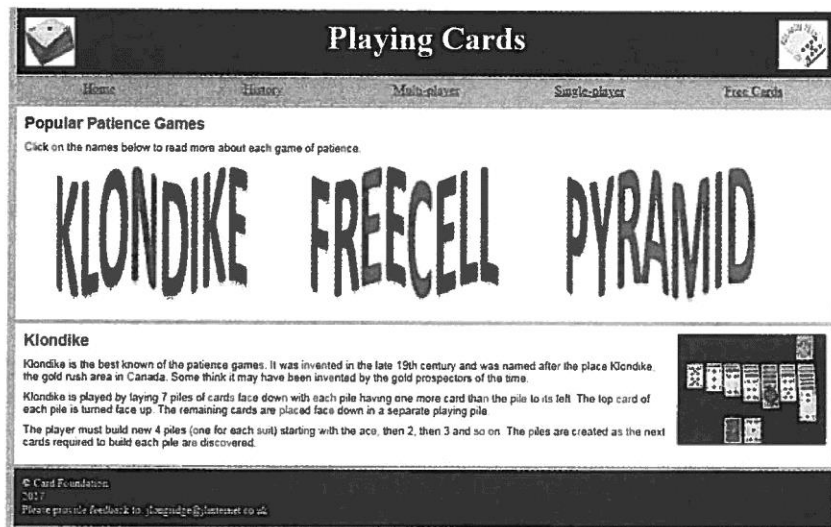 Playing Cards
Home History Multi-player Single-player Free Cards
Popular Patience Games
Click on the names below to read more about each game of patience.
KLONDIKE FREECELL PYRAMID
Klondike
Klondike is the best known of the patience games. It was invented in the late 19th century and was named after the place Klondike,
the gold rush area in Canada. Some think it may have been invented by the gold prospectors of the time.
Klondike is played by laying 7 piles of cards face down with each pile having one more card than the pile to its left. The top card of
each pile is turned face up. The remaining cards are placed face down in a separate playing pile.
The player must build new 4 piles (one for each suit) starting with the ace, then 2, then 3 and so on. The piles are created as the next
cards required to build each pile are discovered.
© Card Foundation
2017
Please provide feedback to: